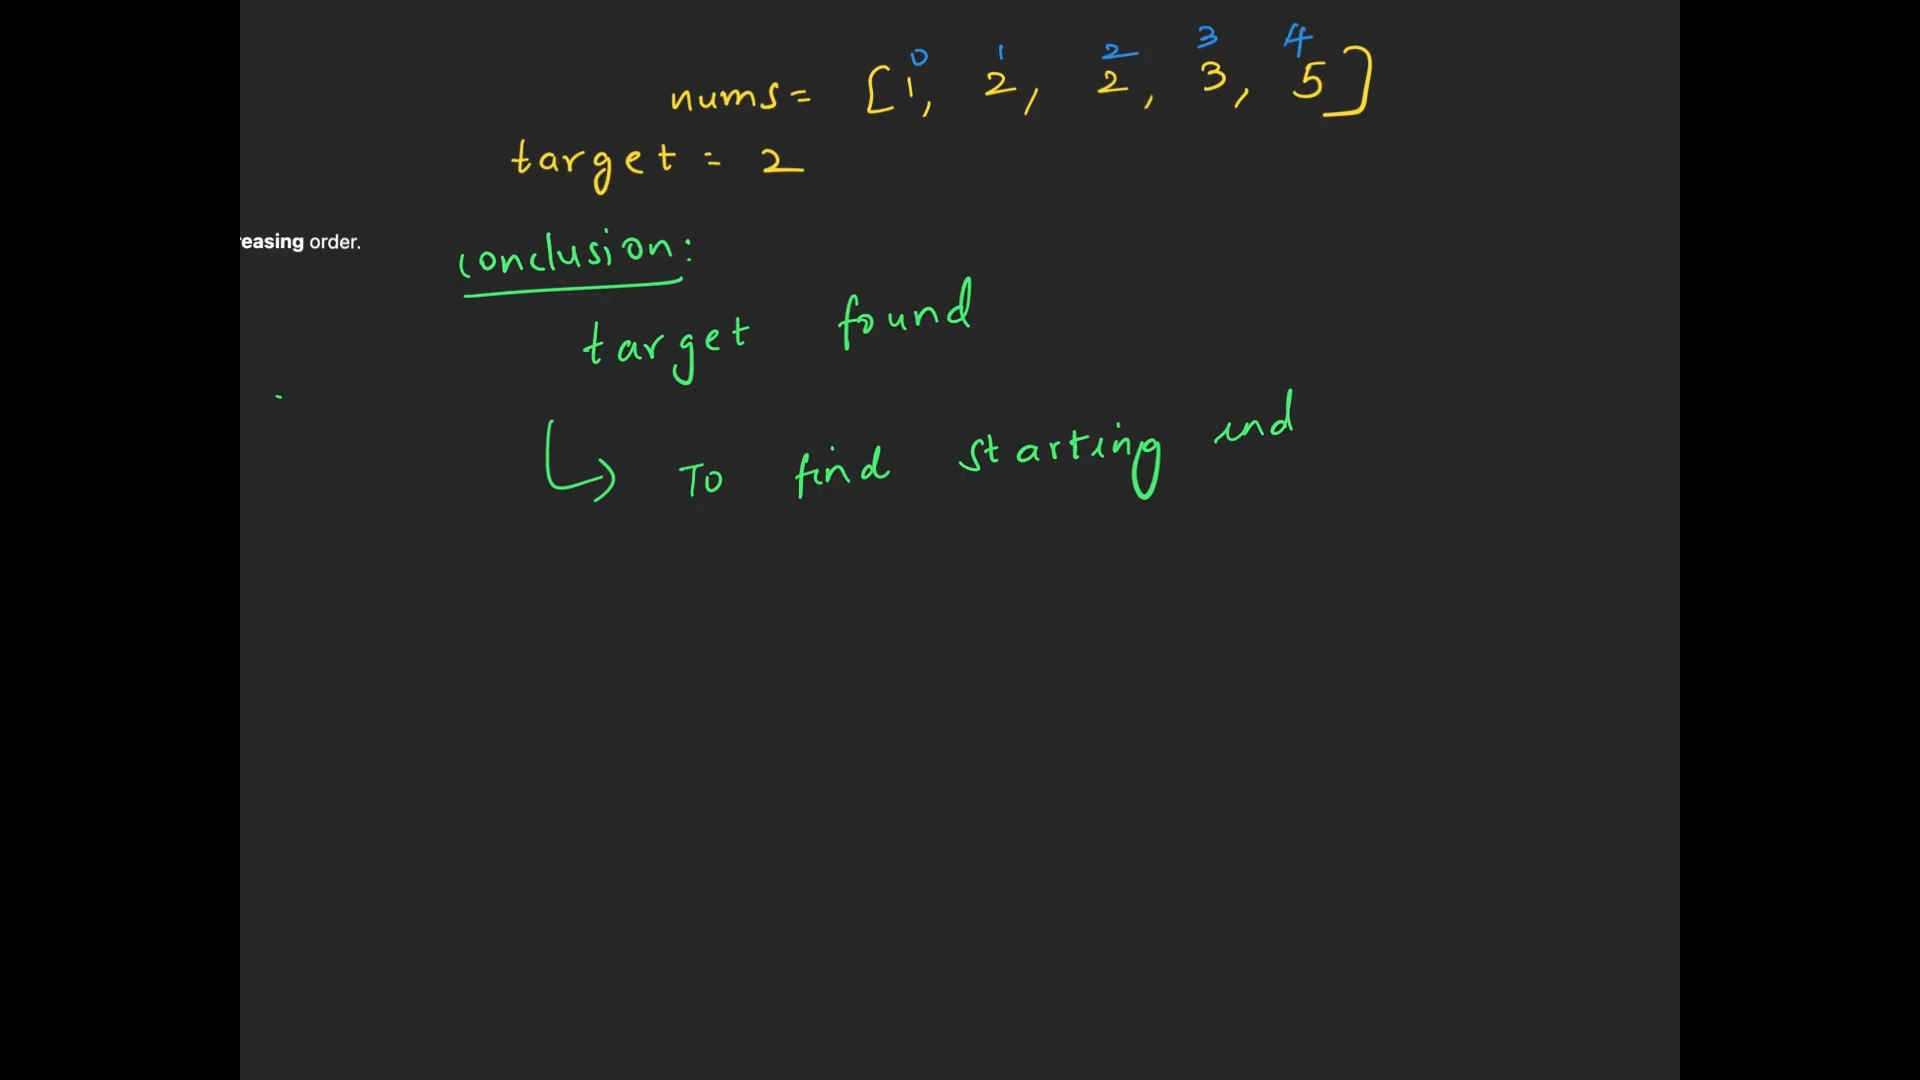 0 1 2 3 4
nums = [1, 2, 2, 3, 5]
target = 2
reasing order.
conclusion:
target found
To find starting ind